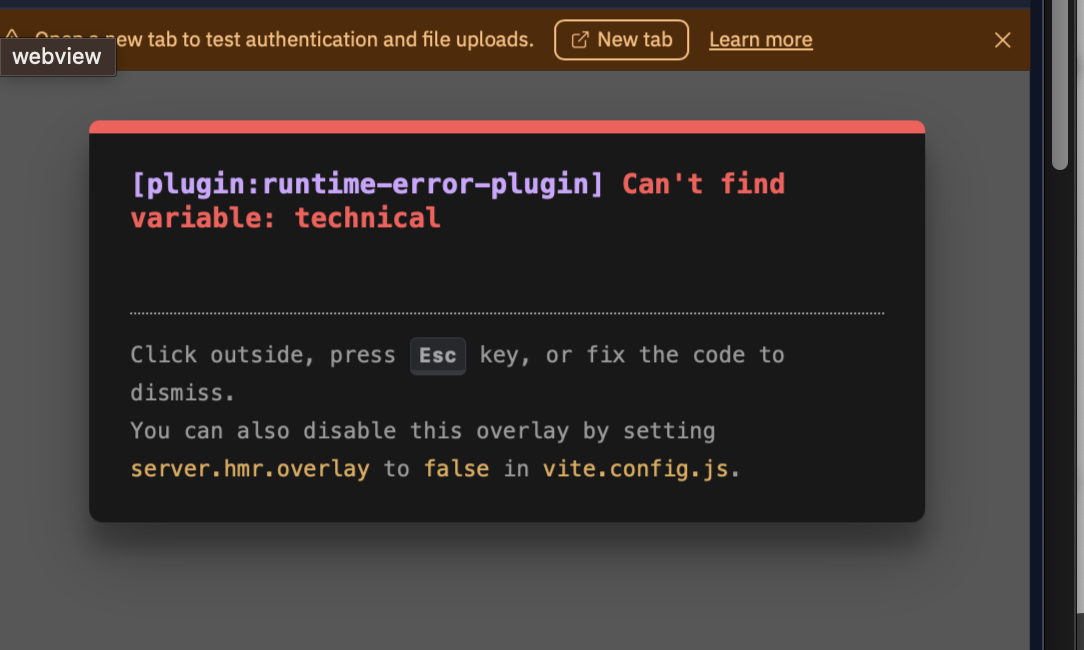 new tab to test authentication and file uploads. New tab Learn more
webview
[plugin:runtime-error-plugin] Can't find
variable: technical
Click outside, press Esc key, or fix the code to
dismiss.
You can also disable this overlay by setting
server.hmr.overlay to false in vite.config.js.